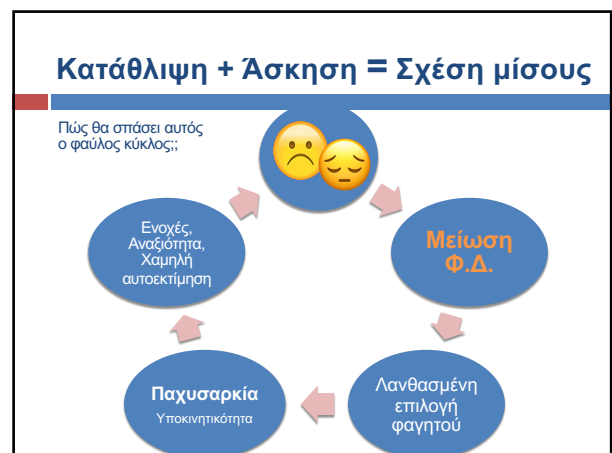 Κατάθλιψη + Άσκηση = Σχέση μίσους
Πώς θα σπάσει αυτός
ο φαύλος κύκλος;;
Μείωση
Φ.Δ.
Λανθασμένη
επιλογή
φαγητού
Παχυσαρκία
Υποκινητικότητα
Ενοχές,
Αναξιότητα,
Χαμηλή
αυτοεκτίμηση